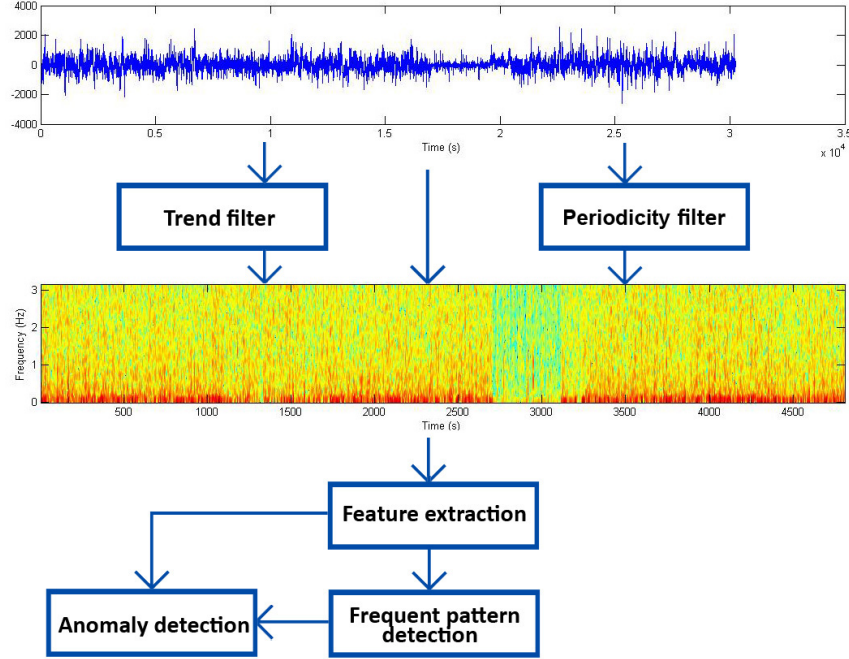 4000
2000
0
-2000
-4000
0 0.5 1 1.5 2 2.5 3 3.5
Time (s)
x 10⁴
Trend filter
Periodicity filter
3
2
1
0
Frequency (Hz)
500 1000 1500 2000 2500 3000 3500 4000 4500
Time (s)
Feature extraction
Anomaly detection
Frequent pattern
detection